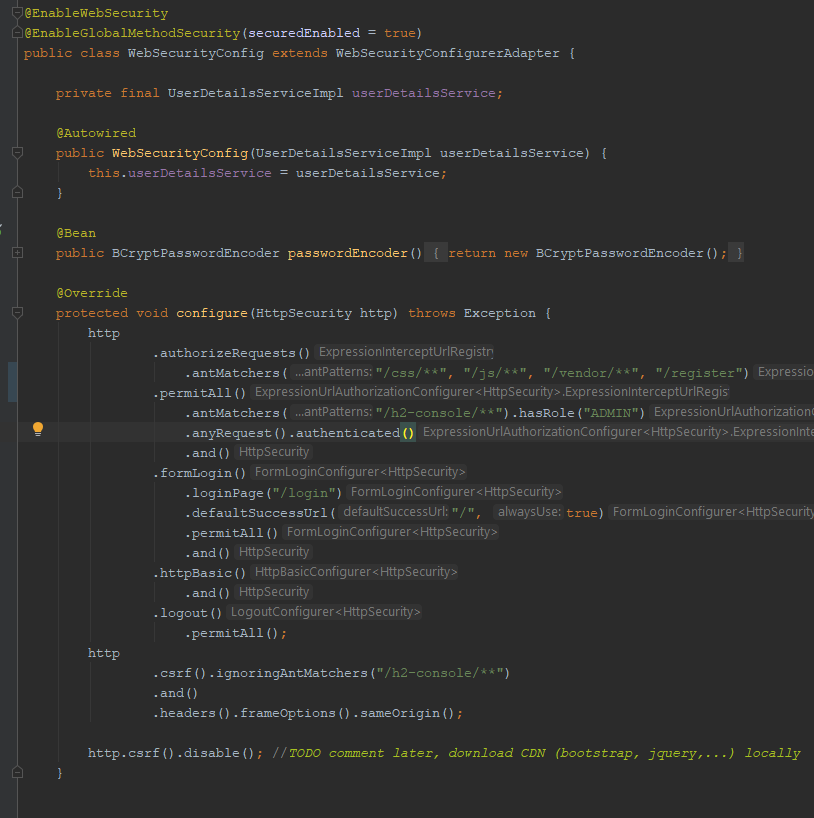 @EnableWebSecurity
@EnableGlobalMethodSecurity(securedEnabled = true)
public class WebSecurityConfig extends WebSecurityConfigurerAdapter {
private final UserDetailsServiceImpl userDetailsService;
@Autowired
public WebSecurityConfig(UserDetailsServiceImpl userDetailsService) {
this.userDetailsService = userDetailsService;
}
@Bean
public BCryptPasswordEncoder passwordEncoder() { return new BCryptPasswordEncoder(); }
@Override
protected void configure(HttpSecurity http) throws Exception {
http
.authorizeRequests() ExpressionInterceptUrlRegistry
.antMatchers( ...antPatterns: "/css/**", "/js/**", "/vendor/**", "/register") Expression
.permitAll() ExpressionUrlAuthorizationConfigurer<HttpSecurity>.ExpressionInterceptUrlRegis
.antMatchers( ...antPatterns: "/h2-console/**").hasRole("ADMIN") ExpressionUrlAuthorization
.anyRequest().authenticated() ExpressionUrlAuthorizationConfigurer<HttpSecurity>.ExpressionInte
.and() HttpSecurity
.formLogin() FormLoginConfigurer<HttpSecurity>
.loginPage("/login") FormLoginConfigurer<HttpSecurity>
.defaultSuccessUrl( defaultSuccessUrl: "/", alwaysUse: true) FormLoginConfigurer<HttpSecurity
.permitAll() FormLoginConfigurer<HttpSecurity>
.and() HttpSecurity
.httpBasic() HttpBasicConfigurer<HttpSecurity>
.and() HttpSecurity
.logout() LogoutConfigurer<HttpSecurity>
.permitAll();
http
.csrf().ignoringAntMatchers("/h2-console/**")
.and()
.headers().frameOptions().sameOrigin();
http.csrf().disable(); //TODO comment later, download CDN (bootstrap, jquery,...) locally
}